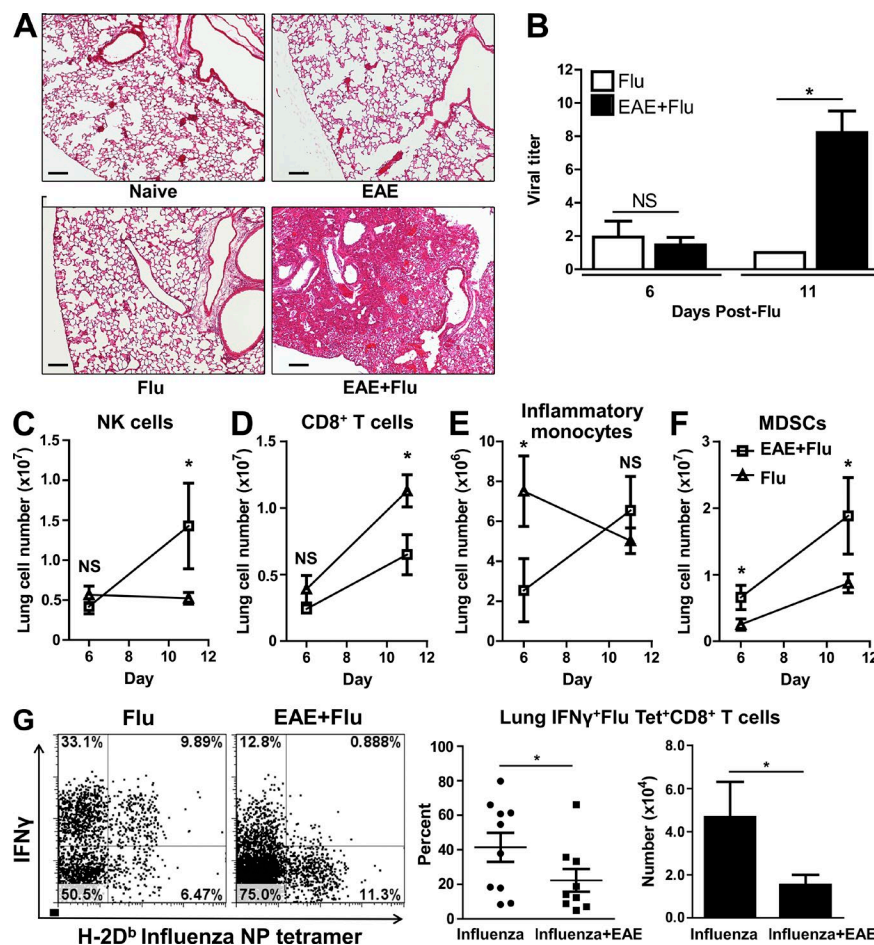 A
Naive
EAE
Flu
EAE+Flu
B
Flu
EAE+Flu
*
NS
Viral titer
12
10
8
6
4
2
0
6
11
Days Post-Flu
C
NK cells
Lung cell number (x10⁷)
2.0
1.5
1.0
0.5
0
NS
*
6
8
10
12
Day
D
CD8⁺ T cells
Lung cell number (x10⁷)
1.5
1.0
0.5
0
NS
*
6
8
10
12
Day
E
Inflammatory
monocytes
Lung cell number (x10⁶)
10
8
6
4
2
0
*
NS
6
8
10
12
Day
F
MDSCs
EAE+Flu
Flu
Lung cell number (x10⁷)
3
2
1
0
*
*
6
8
10
12
Day
G
Flu
33.1%
9.89%
50.5%
6.47%
EAE+Flu
12.8%
0.888%
75.0%
11.3%
IFNγ
H-2Dᵇ Influenza NP tetramer
Lung IFNγ⁺Flu Tet⁺CD8⁺ T cells
Percent
100
80
60
40
20
0
*
Influenza
Influenza+EAE
Number (x10⁴)
8.0
6.0
4.0
2.0
0
*
Influenza
Influenza+EAE